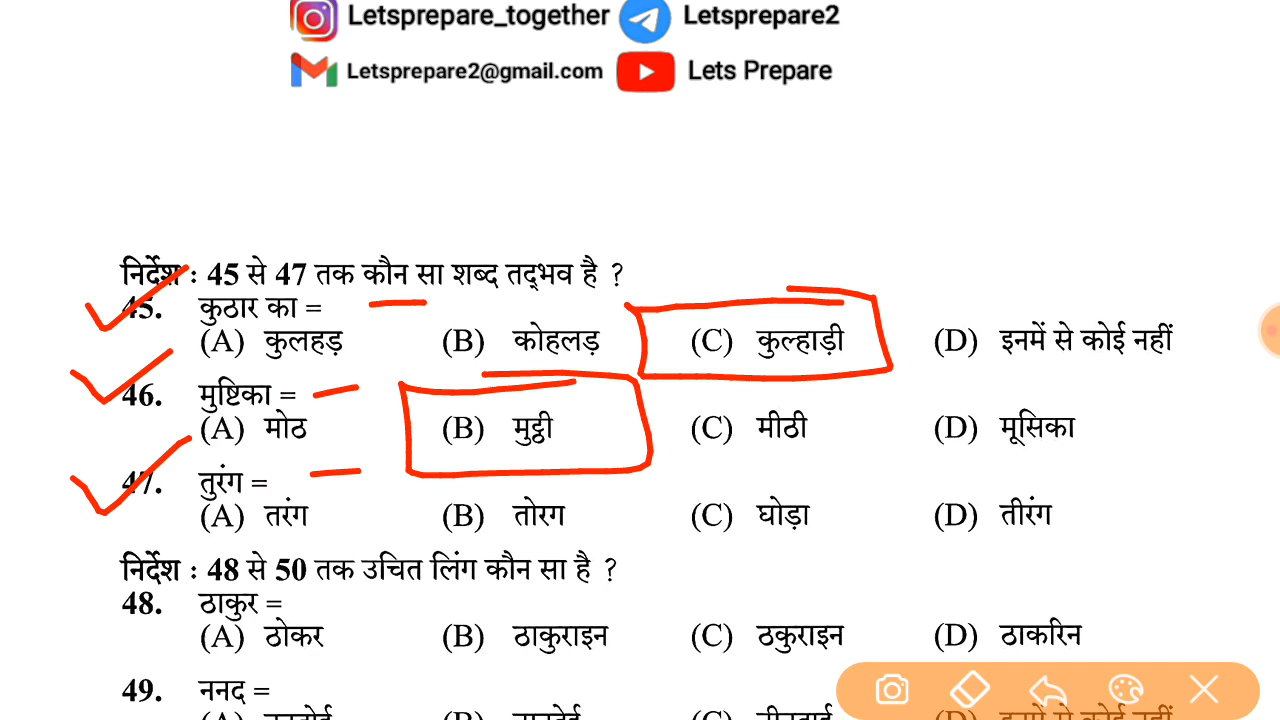 Letsprepare_together Letsprepare2
Letsprepare2@gmail.com Lets Prepare
निर्देश : 45 से 47 तक कौन सा शब्द तद्भव है ?
45. कुठार का =
(A) कुलहड़ (B) कोहलड़ (C) कुल्हाड़ी (D) इनमें से कोई नहीं
46. मुष्टिका =
(A) मोठ (B) मुट्ठी (C) मीठी (D) मूसिका
47. तुरंग =
(A) तरंग (B) तोरग (C) घोड़ा (D) तीरंग
निर्देश : 48 से 50 तक उचित लिंग कौन सा है ?
48. ठाकुर =
(A) ठोकर (B) ठाकुराइन (C) ठकुराइन (D) ठाकरिन
49. ननद =